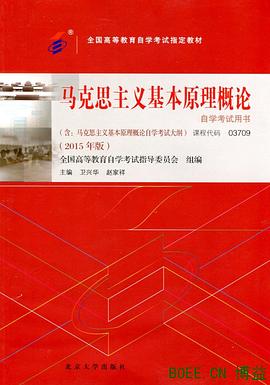 全国高等教育自学考试指定教材
马克思主义基本原理概论
自学考试用书
(含:马克思主义基本原理概论自学考试大纲) 课程代码 03709
(2015 年版)
全国高等教育自学考试指导委员会 组编
主编 卫兴华 赵家祥
北京大学出版社
BOEE.CN 博益